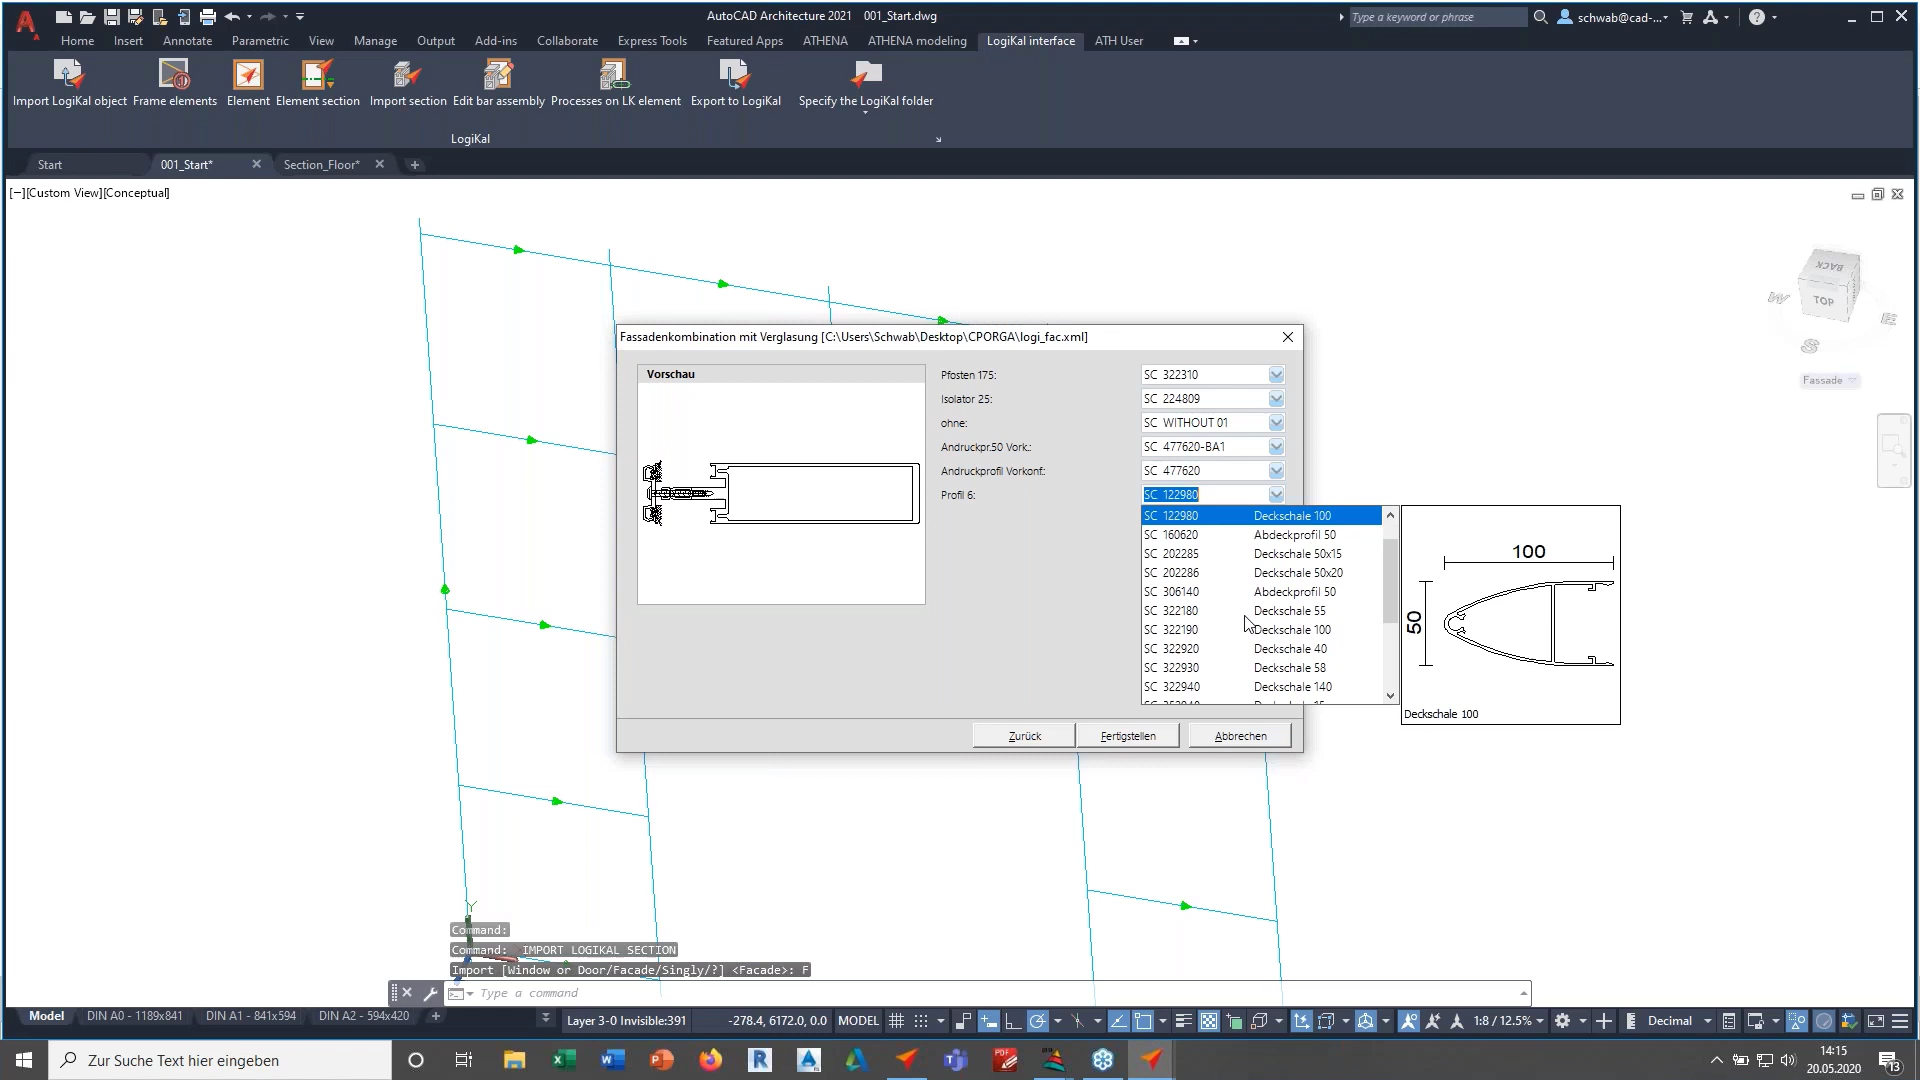 AutoCAD Architecture 2021 001_Start.dwg
Type a keyword or phrase
schwab@cad-...
Home Insert Annotate Parametric View Manage Output Add-ins Collaborate Express Tools Featured Apps ATHENA ATHENA modeling LogiKal interface ATH User
Import LogiKal object Frame elements Element Element section Import section Edit bar assembly Processes on LK element Export to LogiKal Specify the LogiKal folder
LogiKal
Start 001_Start* Section_Floor*
[−][Custom View][Conceptual]
BACK
TOP
W
E
S
Fassade
Fassadenkombination mit Verglasung [C:\Users\Schwab\Desktop\CPORGA\logi_fac.xml]
Vorschau
Pfosten 175: SC 322310
Isolator 25: SC 224809
ohne: SC WITHOUT 01
Andruckpr.50 Vork.: SC 477620-BA1
Andruckprofil Vorkonf.: SC 477620
Profil 6: SC 122980
SC 122980 Deckschale 100
SC 160620 Abdeckprofil 50
SC 202285 Deckschale 50x15
SC 202286 Deckschale 50x20
SC 306140 Abdeckprofil 50
SC 322180 Deckschale 55
SC 322190 Deckschale 100
SC 322920 Deckschale 40
SC 322930 Deckschale 58
SC 322940 Deckschale 140
100
50
Deckschale 100
Zurück Fertigstellen Abbrechen
Y
Command:
Command: IMPORT LOGIKAL SECTION
Import [Window or Door/Facade/Singly/?] <Facade>: F
Type a command
Model DIN A0 - 1189x841 DIN A1 - 841x594 DIN A2 - 594x420
Layer 3-0 Invisible:391 -278.4, 6172.0, 0.0 MODEL 1:8 / 12.5% Decimal
Zur Suche Text hier eingeben
14:15
20.05.2020
13